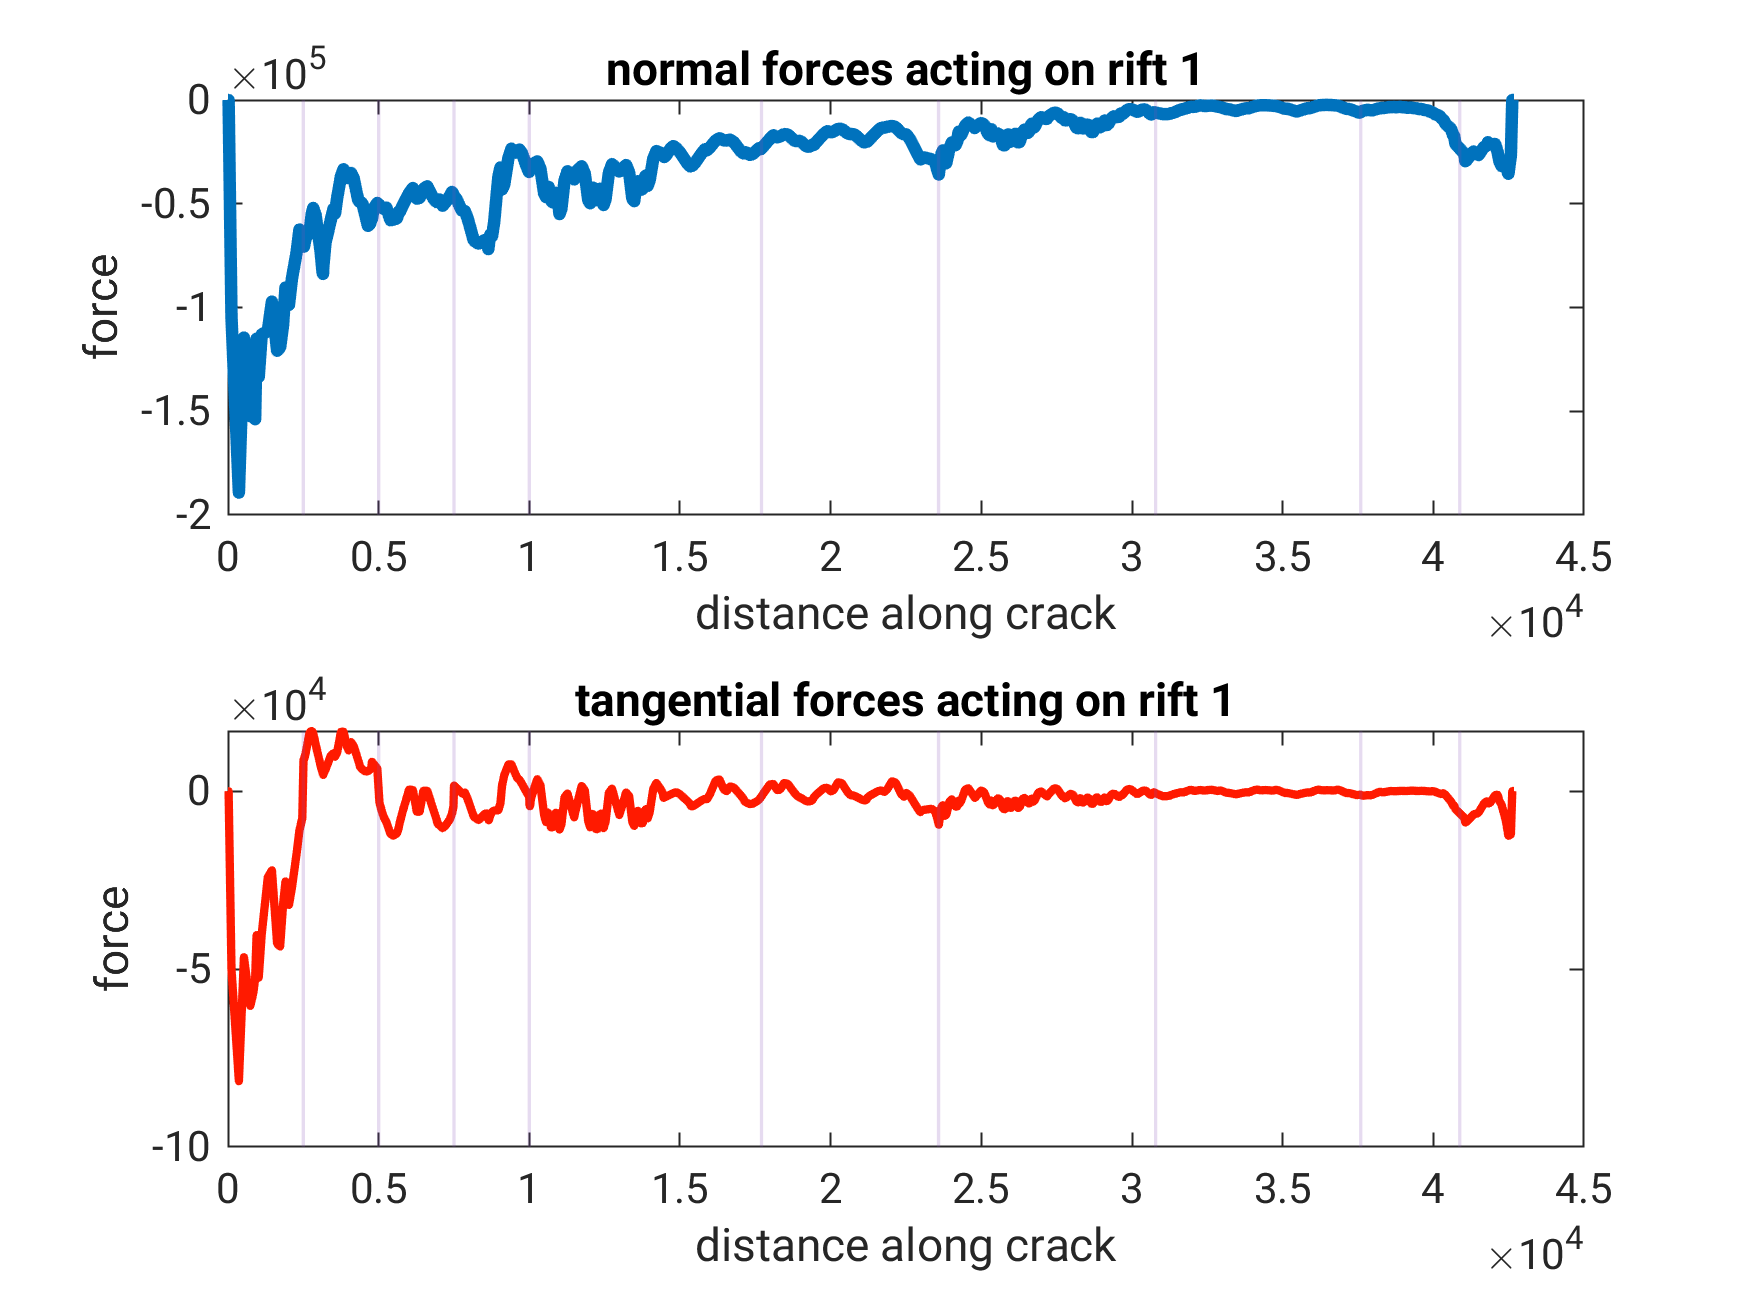 ×10^5
normal forces acting on rift 1
0
-0.5
-1
-1.5
-2
force
0 0.5 1 1.5 2 2.5 3 3.5 4 4.5
distance along crack
×10^4
×10^4
tangential forces acting on rift 1
0
-5
-10
force
0 0.5 1 1.5 2 2.5 3 3.5 4 4.5
distance along crack
×10^4